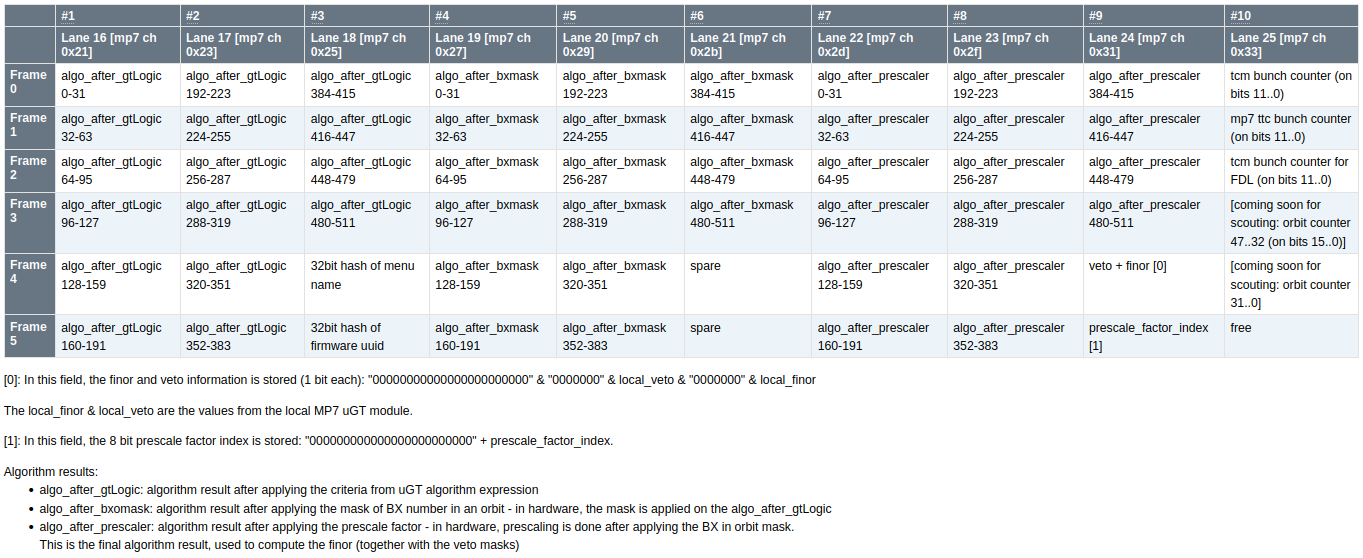 #1 #2 #3 #4 #5 #6 #7 #8 #9 #10
Lane 16 [mp7 ch Lane 17 [mp7 ch Lane 18 [mp7 ch Lane 19 [mp7 ch Lane 20 [mp7 ch Lane 21 [mp7 ch Lane 22 [mp7 ch Lane 23 [mp7 ch Lane 24 [mp7 ch Lane 25 [mp7 ch
0x21] 0x23] 0x25] 0x27] 0x29] 0x2b] 0x2d] 0x2f] 0x31] 0x33]
Frame algo_after_gtLogic algo_after_gtLogic algo_after_gtLogic algo_after_bxmask algo_after_bxmask algo_after_bxmask algo_after_prescaler algo_after_prescaler algo_after_prescaler tcm bunch counter (on
0 0-31 192-223 384-415 0-31 192-223 384-415 0-31 192-223 384-415 bits 11..0)
Frame algo_after_gtLogic algo_after_gtLogic algo_after_gtLogic algo_after_bxmask algo_after_bxmask algo_after_bxmask algo_after_prescaler algo_after_prescaler algo_after_prescaler mp7 ttc bunch counter
1 32-63 224-255 416-447 32-63 224-255 416-447 32-63 224-255 416-447 (on bits 11..0)
Frame algo_after_gtLogic algo_after_gtLogic algo_after_gtLogic algo_after_bxmask algo_after_bxmask algo_after_bxmask algo_after_prescaler algo_after_prescaler algo_after_prescaler tcm bunch counter for
2 64-95 256-287 448-479 64-95 256-287 448-479 64-95 256-287 448-479 FDL (on bits 11..0)
Frame algo_after_gtLogic algo_after_gtLogic algo_after_gtLogic algo_after_bxmask algo_after_bxmask algo_after_bxmask algo_after_prescaler algo_after_prescaler algo_after_prescaler [coming soon for
3 96-127 288-319 480-511 96-127 288-319 480-511 96-127 288-319 480-511 scouting: orbit counter
47..32 (on bits 15..0)]
Frame algo_after_gtLogic algo_after_gtLogic 32bit hash of menu algo_after_bxmask algo_after_bxmask spare algo_after_prescaler algo_after_prescaler veto + finor [0] [coming soon for
4 128-159 320-351 name 128-159 320-351 128-159 320-351 scouting: orbit counter
31..0]
Frame algo_after_gtLogic algo_after_gtLogic 32bit hash of algo_after_bxmask algo_after_bxmask spare algo_after_prescaler algo_after_prescaler prescale_factor_index free
5 160-191 352-383 firmware uuid 160-191 352-383 160-191 352-383 [1]
[0]: In this field, the finor and veto information is stored (1 bit each): "00000000000000000000000" & "0000000" & local_veto & "0000000" & local_finor
The local_finor & local_veto are the values from the local MP7 uGT module.
[1]: In this field, the 8 bit prescale factor index is stored: "000000000000000000000000" + prescale_factor_index.
Algorithm results:
• algo_after_gtLogic: algorithm result after applying the criteria from uGT algorithm expression
• algo_after_bxomask: algorithm result after applying the mask of BX number in an orbit - in hardware, the mask is applied on the algo_after_gtLogic
• algo_after_prescaler: algorithm result after applying the prescale factor - in hardware, prescaling is done after applying the BX in orbit mask.
This is the final algorithm result, used to compute the finor (together with the veto masks)